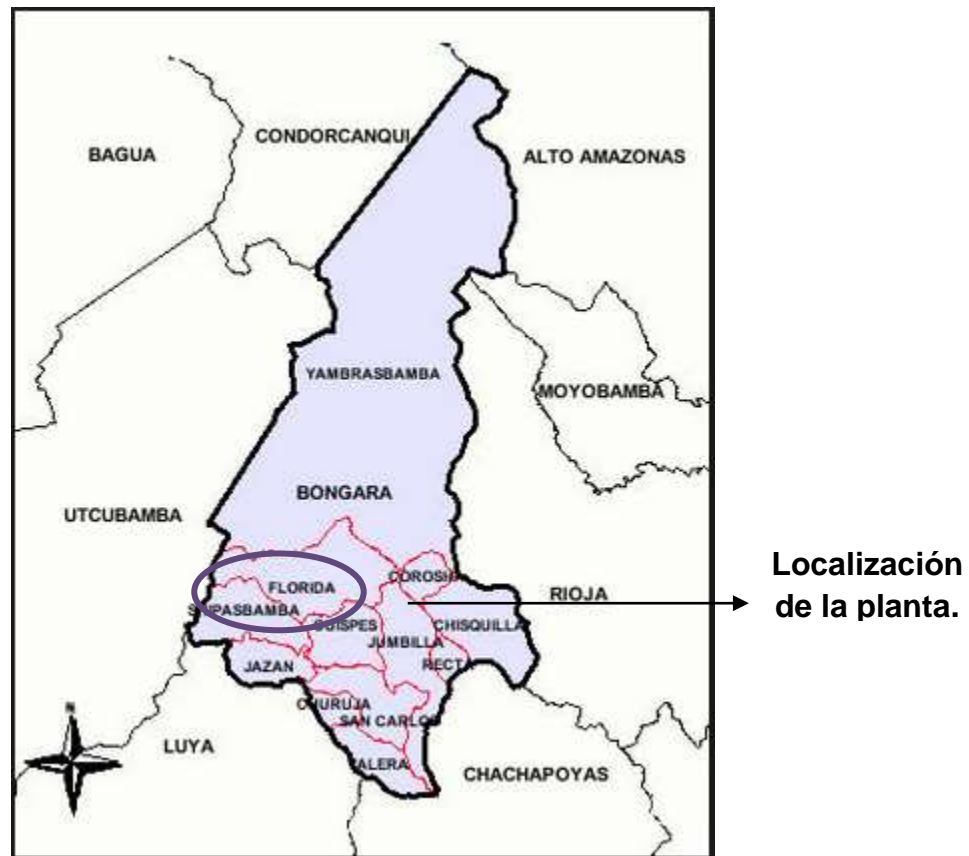 CONDORCANQUI
BAGUA
ALTO AMAZONAS
YAMBRASBAMBA
MOYOBAMBA
BONGARA
UTCUBAMBA
COROSHA
FLORIDA
RIOJA
Localización
de la planta.
SHIPASBAMBA
CUISPES
CHISQUILLA
JUMBILLA
JAZAN
RECTA
CHURUJA
SAN CARLOS
N
LUYA
VALERA
CHACHAPOYAS